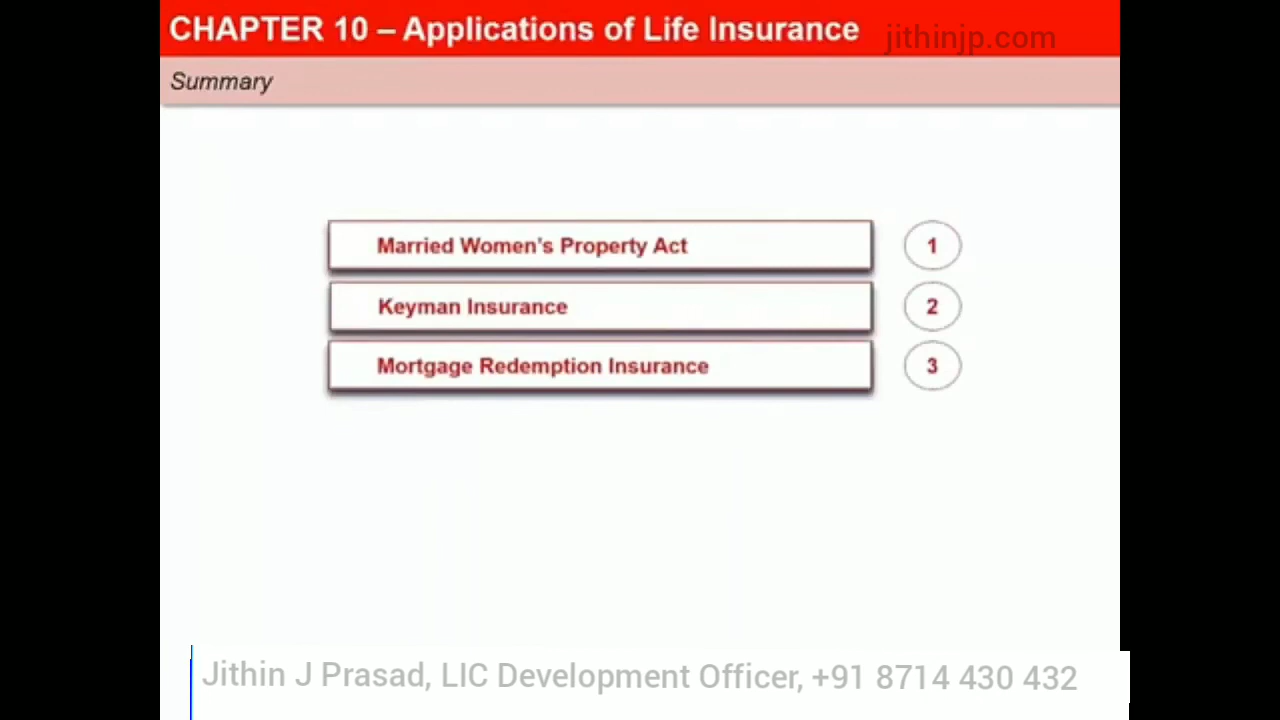 CHAPTER 10 – Applications of Life Insurance
jithinjp.com
Summary
Married Women's Property Act 1
Keyman Insurance 2
Mortgage Redemption Insurance 3
Jithin J Prasad, LIC Development Officer, +91 8714 430 432